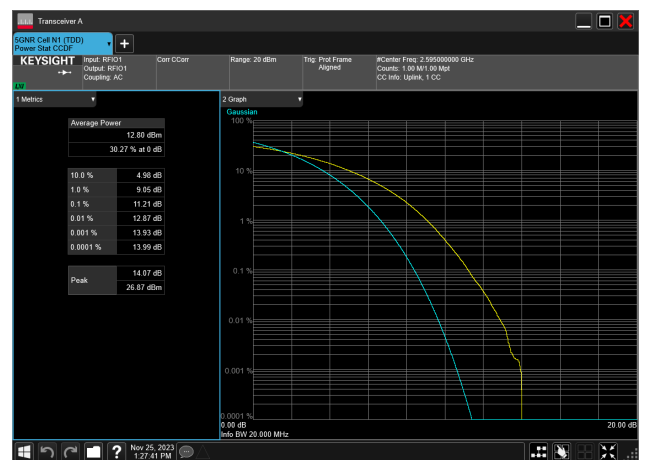 Transceiver A
5GNR Cell N1 (TDD)
Power Stat CCDF
KEYSIGHT
Input: RFIO1
Output: RFIO1
Coupling: AC
Corr CCorr
Range: 20 dBm
Trig: Prot Frame
Aligned
#Center Freq: 2.595000000 GHz
Counts: 1.00 M/1.00 Mpt
CC Info: Uplink, 1 CC
1 Metrics
Average Power
12.80 dBm
30.27 % at 0 dB
10.0 % 4.98 dB
1.0 % 9.05 dB
0.1 % 11.21 dB
0.01 % 12.87 dB
0.001 % 13.93 dB
0.0001 % 13.99 dB
Peak
14.07 dB
26.87 dBm
2 Graph
Gaussian
100 %
10 %
1 %
0.1 %
0.01 %
0.001 %
0.0001 %
0.00 dB
20.00 dB
Info BW 20.000 MHz
Nov 25, 2023
1:27:41 PM